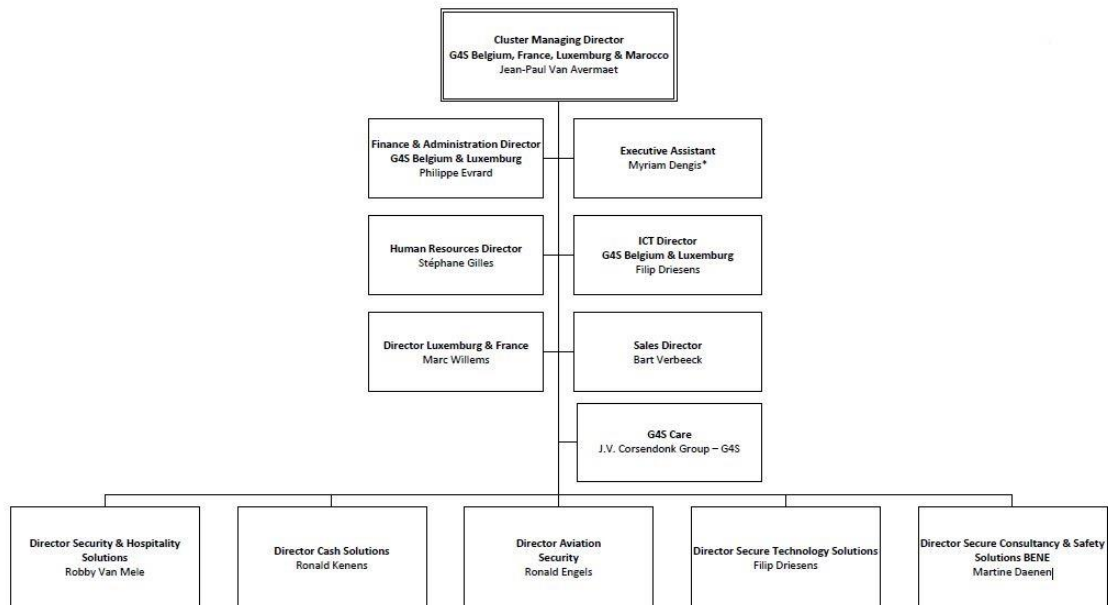 Cluster Managing Director
G4S Belgium, France, Luxemburg & Marocco
Jean-Paul Van Avermaet
Finance & Administration Director
G4S Belgium & Luxemburg
Philippe Evrard
Executive Assistant
Myriam Dengis*
Human Resources Director
Stéphane Gilles
ICT Director
G4S Belgium & Luxemburg
Filip Driesens
Director Luxemburg & France
Marc Willems
Sales Director
Bart Verbeeck
G4S Care
J.V. Corsendonk Group – G4S
Director Security & Hospitality
Solutions
Robby Van Mele
Director Cash Solutions
Ronald Kenens
Director Aviation
Security
Ronald Engels
Director Secure Technology Solutions
Filip Driesens
Director Secure Consultancy & Safety
Solutions BENE
Martine Daenen